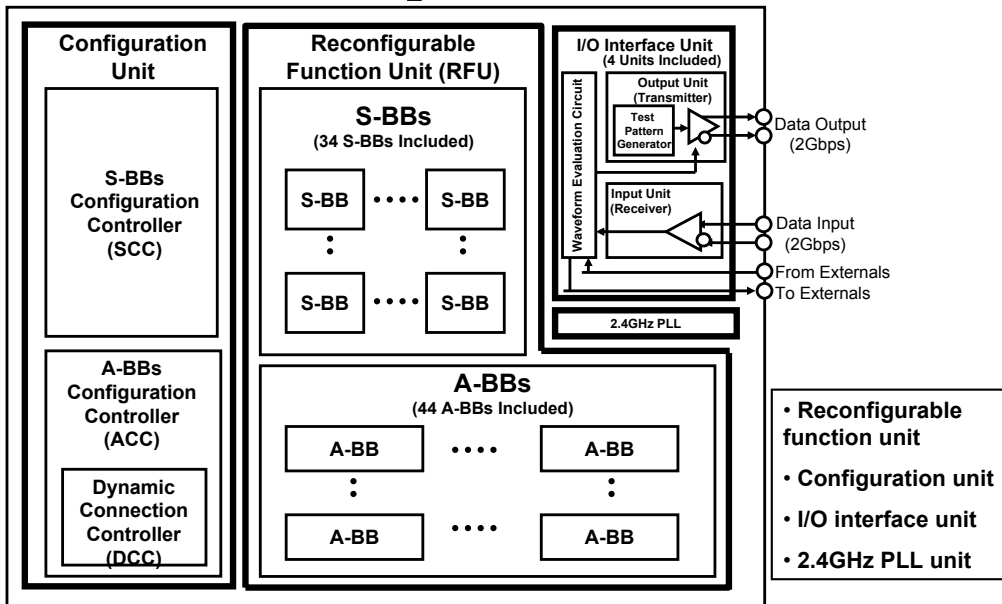 Configuration
Unit
S-BBs
Configuration
Controller
(SCC)
A-BBs
Configuration
Controller
(ACC)
Dynamic
Connection
Controller
(DCC)
Reconfigurable
Function Unit (RFU)
S-BBs
(34 S-BBs Included)
S-BB
S-BB
S-BB
S-BB
A-BBs
(44 A-BBs Included)
A-BB
A-BB
A-BB
A-BB
I/O Interface Unit
(4 Units Included)
Waveform Evaluation Circuit
Output Unit
(Transmitter)
Test
Pattern
Generator
Input Unit
(Receiver)
2.4GHz PLL
Data Output
(2Gbps)
Data Input
(2Gbps)
From Externals
To Externals
• Reconfigurable
function unit
• Configuration unit
• I/O interface unit
• 2.4GHz PLL unit